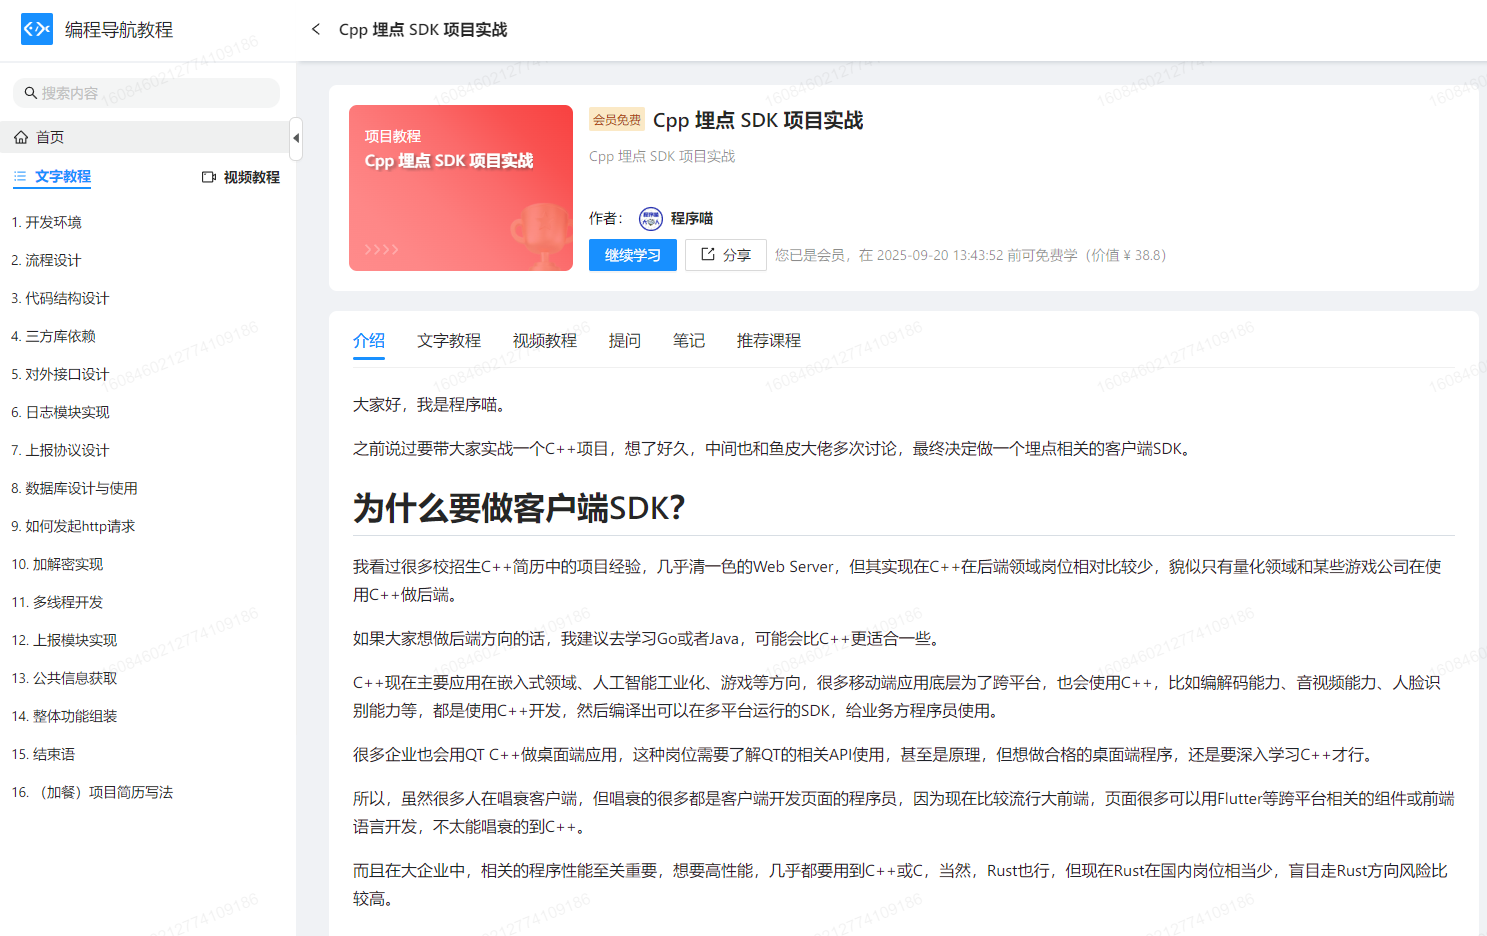 编程导航教程
Cpp 埋点 SDK 项目实战
搜索内容
首页
文字教程
视频教程
1. 开发环境
2. 流程设计
3. 代码结构设计
4. 三方库依赖
5. 对外接口设计
6. 日志模块实现
7. 上报协议设计
8. 数据库设计与使用
9. 如何发起http请求
10. 加解密实现
11. 多线程开发
12. 上报模块实现
13. 公共信息获取
14. 整体功能组装
15. 结束语
16. （加餐）项目简历写法
项目教程
Cpp 埋点 SDK 项目实战
会员免费 Cpp 埋点 SDK 项目实战
Cpp 埋点 SDK 项目实战
作者： 程序喵
继续学习 分享 您已是会员，在 2025-09-20 13:43:52 前可免费学（价值 ¥ 38.8）
介绍 文字教程 视频教程 提问 笔记 推荐课程
大家好，我是程序喵。
之前说过要带大家实战一个C++项目，想了好久，中间也和鱼皮大佬多次讨论，最终决定做一个埋点相关的客户端SDK。
为什么要做客户端SDK？
我看过很多校招生C++简历中的项目经验，几乎清一色的Web Server，但其实现在C++在后端领域岗位相对比较少，貌似只有量化领域和某些游戏公司在使
用C++做后端。
如果大家想做后端方向的话，我建议去学习Go或者Java，可能会比C++更适合一些。
C++现在主要应用在嵌入式领域、人工智能工业化、游戏等方向，很多移动端应用底层为了跨平台，也会使用C++，比如编解码能力、音视频能力、人脸识
别能力等，都是使用C++开发，然后编译出可以在多平台运行的SDK，给业务方程序员使用。
很多企业也会用QT C++做桌面端应用，这种岗位需要了解QT的相关API使用，甚至是原理，但想做合格的桌面端程序，还是要深入学习C++才行。
所以，虽然很多人在唱衰客户端，但唱衰的很多都是客户端开发页面的程序员，因为现在比较流行大前端，页面很多可以用Flutter等跨平台相关的组件或前端
语言开发，不太能唱衰的到C++。
而且在大企业中，相关的程序性能至关重要，想要高性能，几乎都要用到C++或C，当然，Rust也行，但现在Rust在国内岗位相当少，盲目走Rust方向风险比
较高。
1608460212774109186